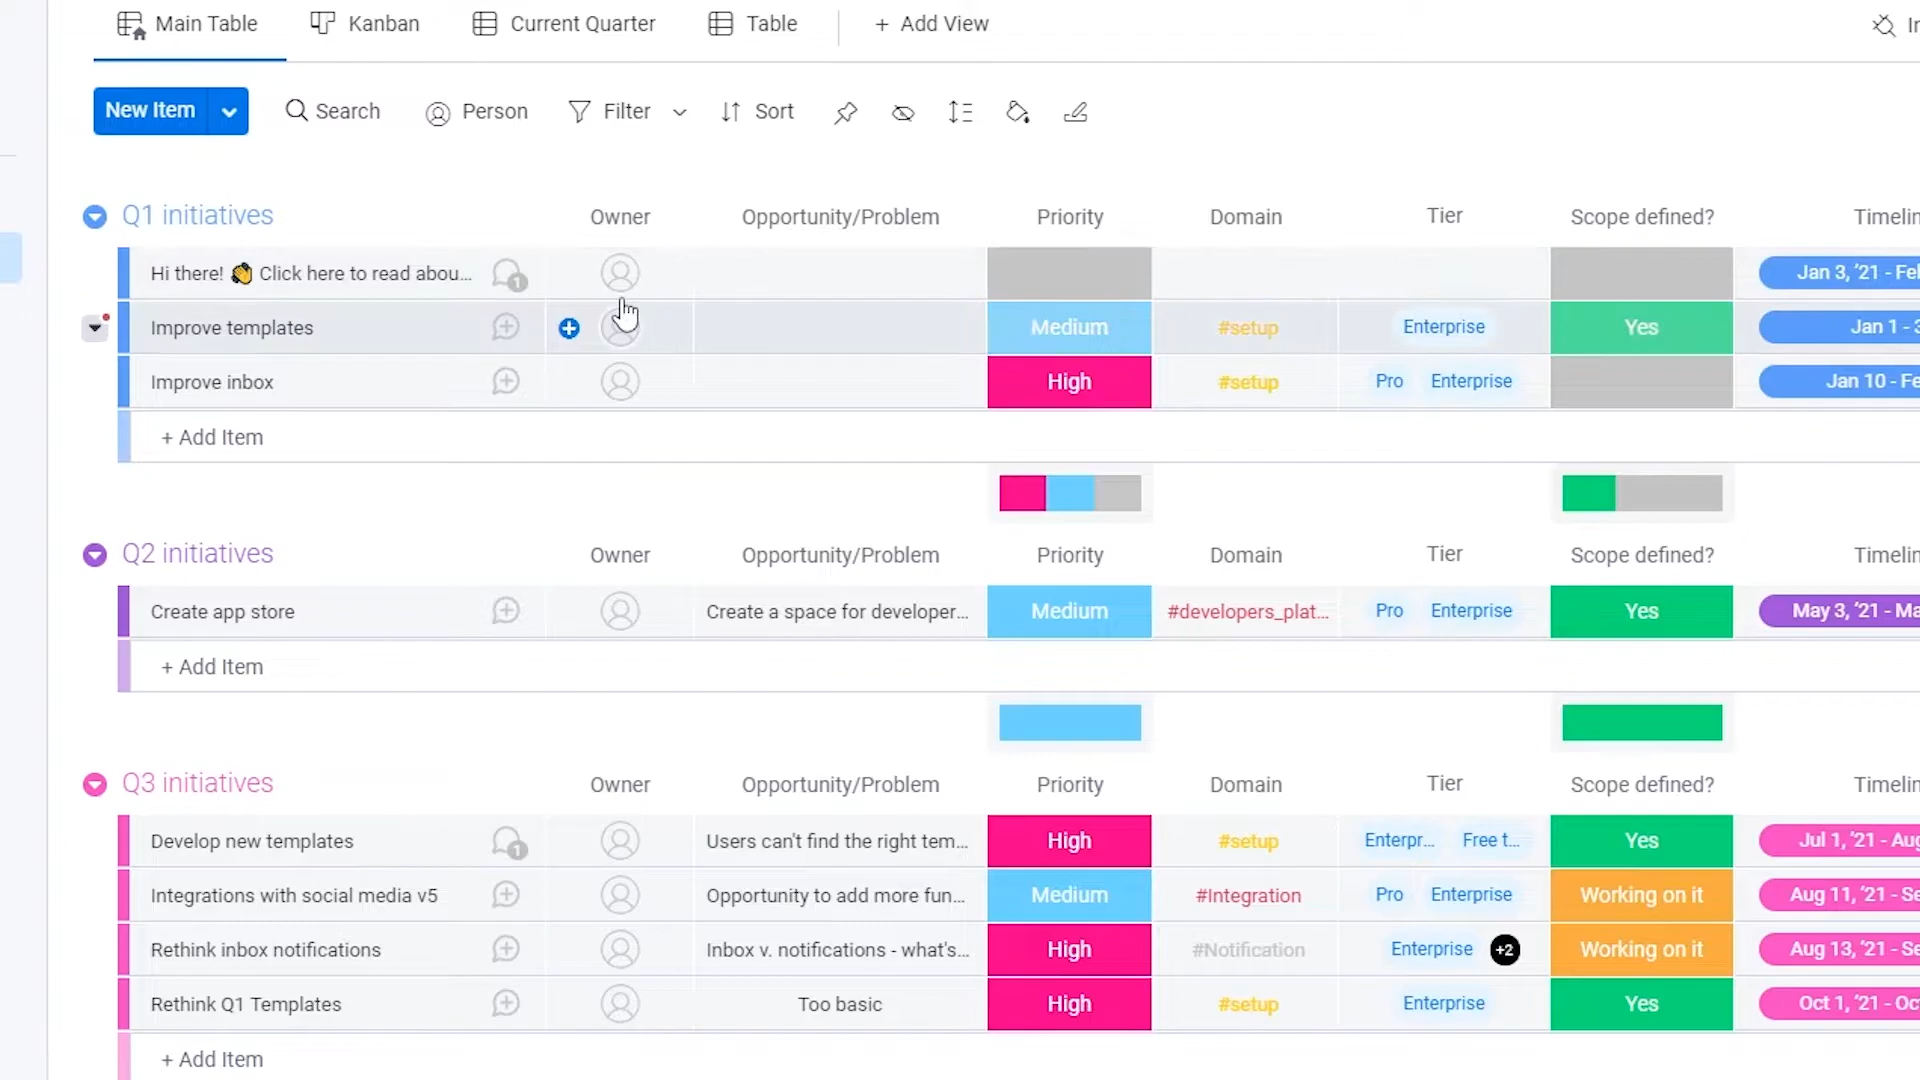 Main Table Kanban Current Quarter Table + Add View In
New Item Search Person Filter Sort
Q1 initiatives Owner Opportunity/Problem Priority Domain Tier Scope defined? Timelin
Hi there! 👋 Click here to read abou... 1 Jan 3, '21 - Fel
Improve templates Medium #setup Enterprise Yes Jan 1 - 3
Improve inbox High #setup Pro Enterprise Jan 10 - Fe
+ Add Item
Q2 initiatives Owner Opportunity/Problem Priority Domain Tier Scope defined? Timelin
Create app store Create a space for developer... Medium #developers_plat... Pro Enterprise Yes May 3, '21 - Ma
+ Add Item
Q3 initiatives Owner Opportunity/Problem Priority Domain Tier Scope defined? Timelin
Develop new templates 1 Users can't find the right tem... High #setup Enterpr... Free t... Yes Jul 1, '21 - Aug
Integrations with social media v5 Opportunity to add more fun... Medium #Integration Pro Enterprise Working on it Aug 11, '21 - Se
Rethink inbox notifications Inbox v. notifications - what's... High #Notification Enterprise +2 Working on it Aug 13, '21 - Se
Rethink Q1 Templates Too basic High #setup Enterprise Yes Oct 1, '21 - Oc
+ Add Item